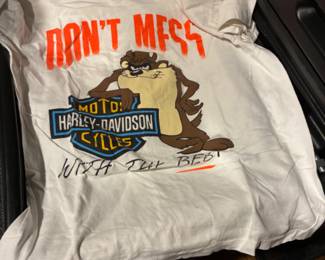 DON'T MESS
MOTOR
HARLEY-DAVIDSON
CYCLES
WITH THE BEST